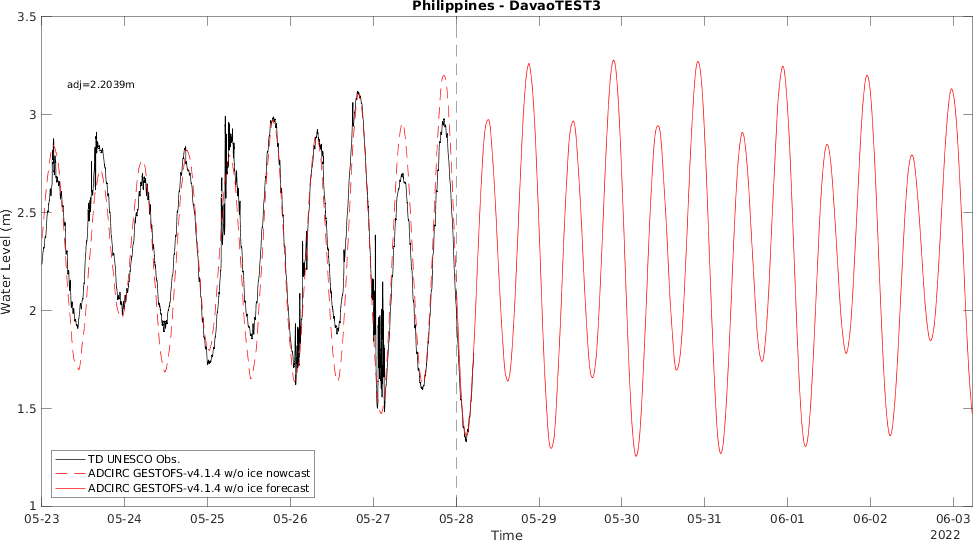 Philippines - DavaoTEST3
3.5
adj=2.2039m
3
2.5
Water Level (m)
2
1.5
TD UNESCO Obs.
ADCIRC GESTOFS-v4.1.4 w/o ice nowcast
ADCIRC GESTOFS-v4.1.4 w/o ice forecast
1
05-23 05-24 05-25 05-26 05-27 05-28 05-29 05-30 05-31 06-01 06-02 06-03
Time
2022